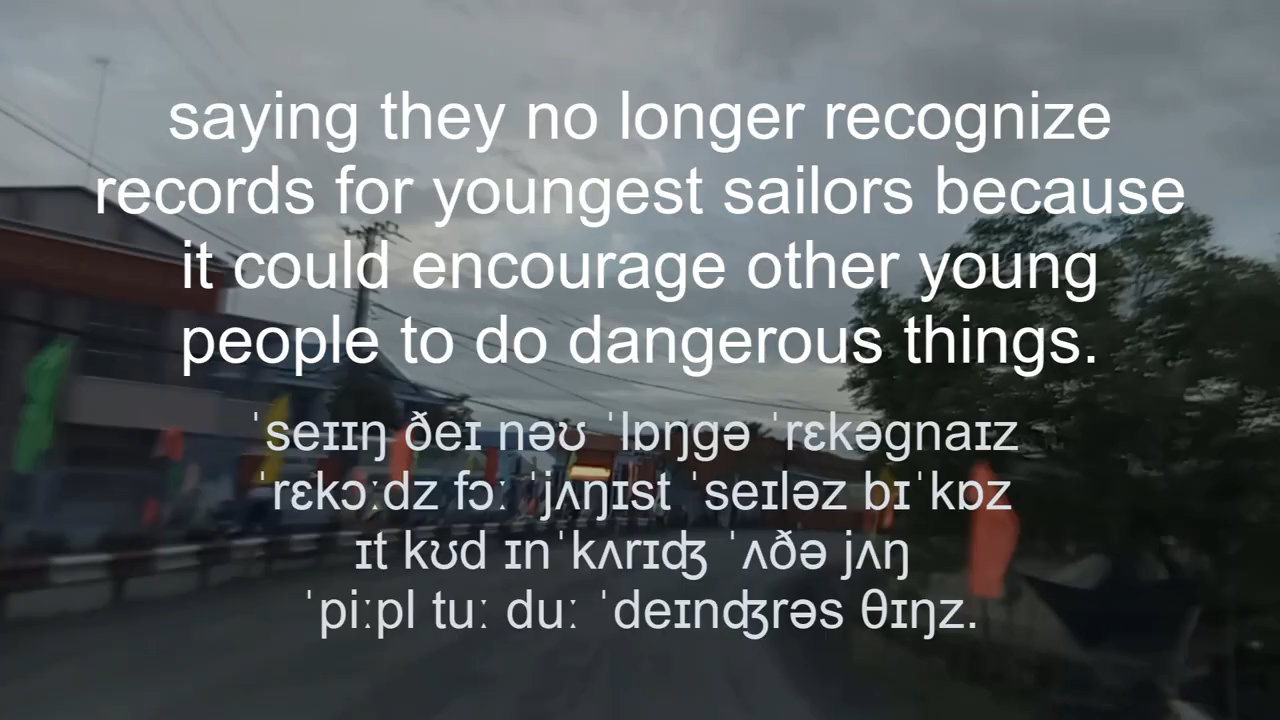 saying they no longer recognize
records for youngest sailors because
it could encourage other young
people to do dangerous things.
ˈseɪɪŋ ðeɪ nəʊ ˈlɒŋgə ˈrɛkəgnaɪz
ˈrɛkɔːdz fɔː ˈjʌŋɪst ˈseɪləz bɪˈkɒz
ɪt kʊd ɪnˈkʌrɪʤ ˈʌðə jʌŋ
ˈpiːpl tuː duː ˈdeɪnʤrəs θɪŋz.